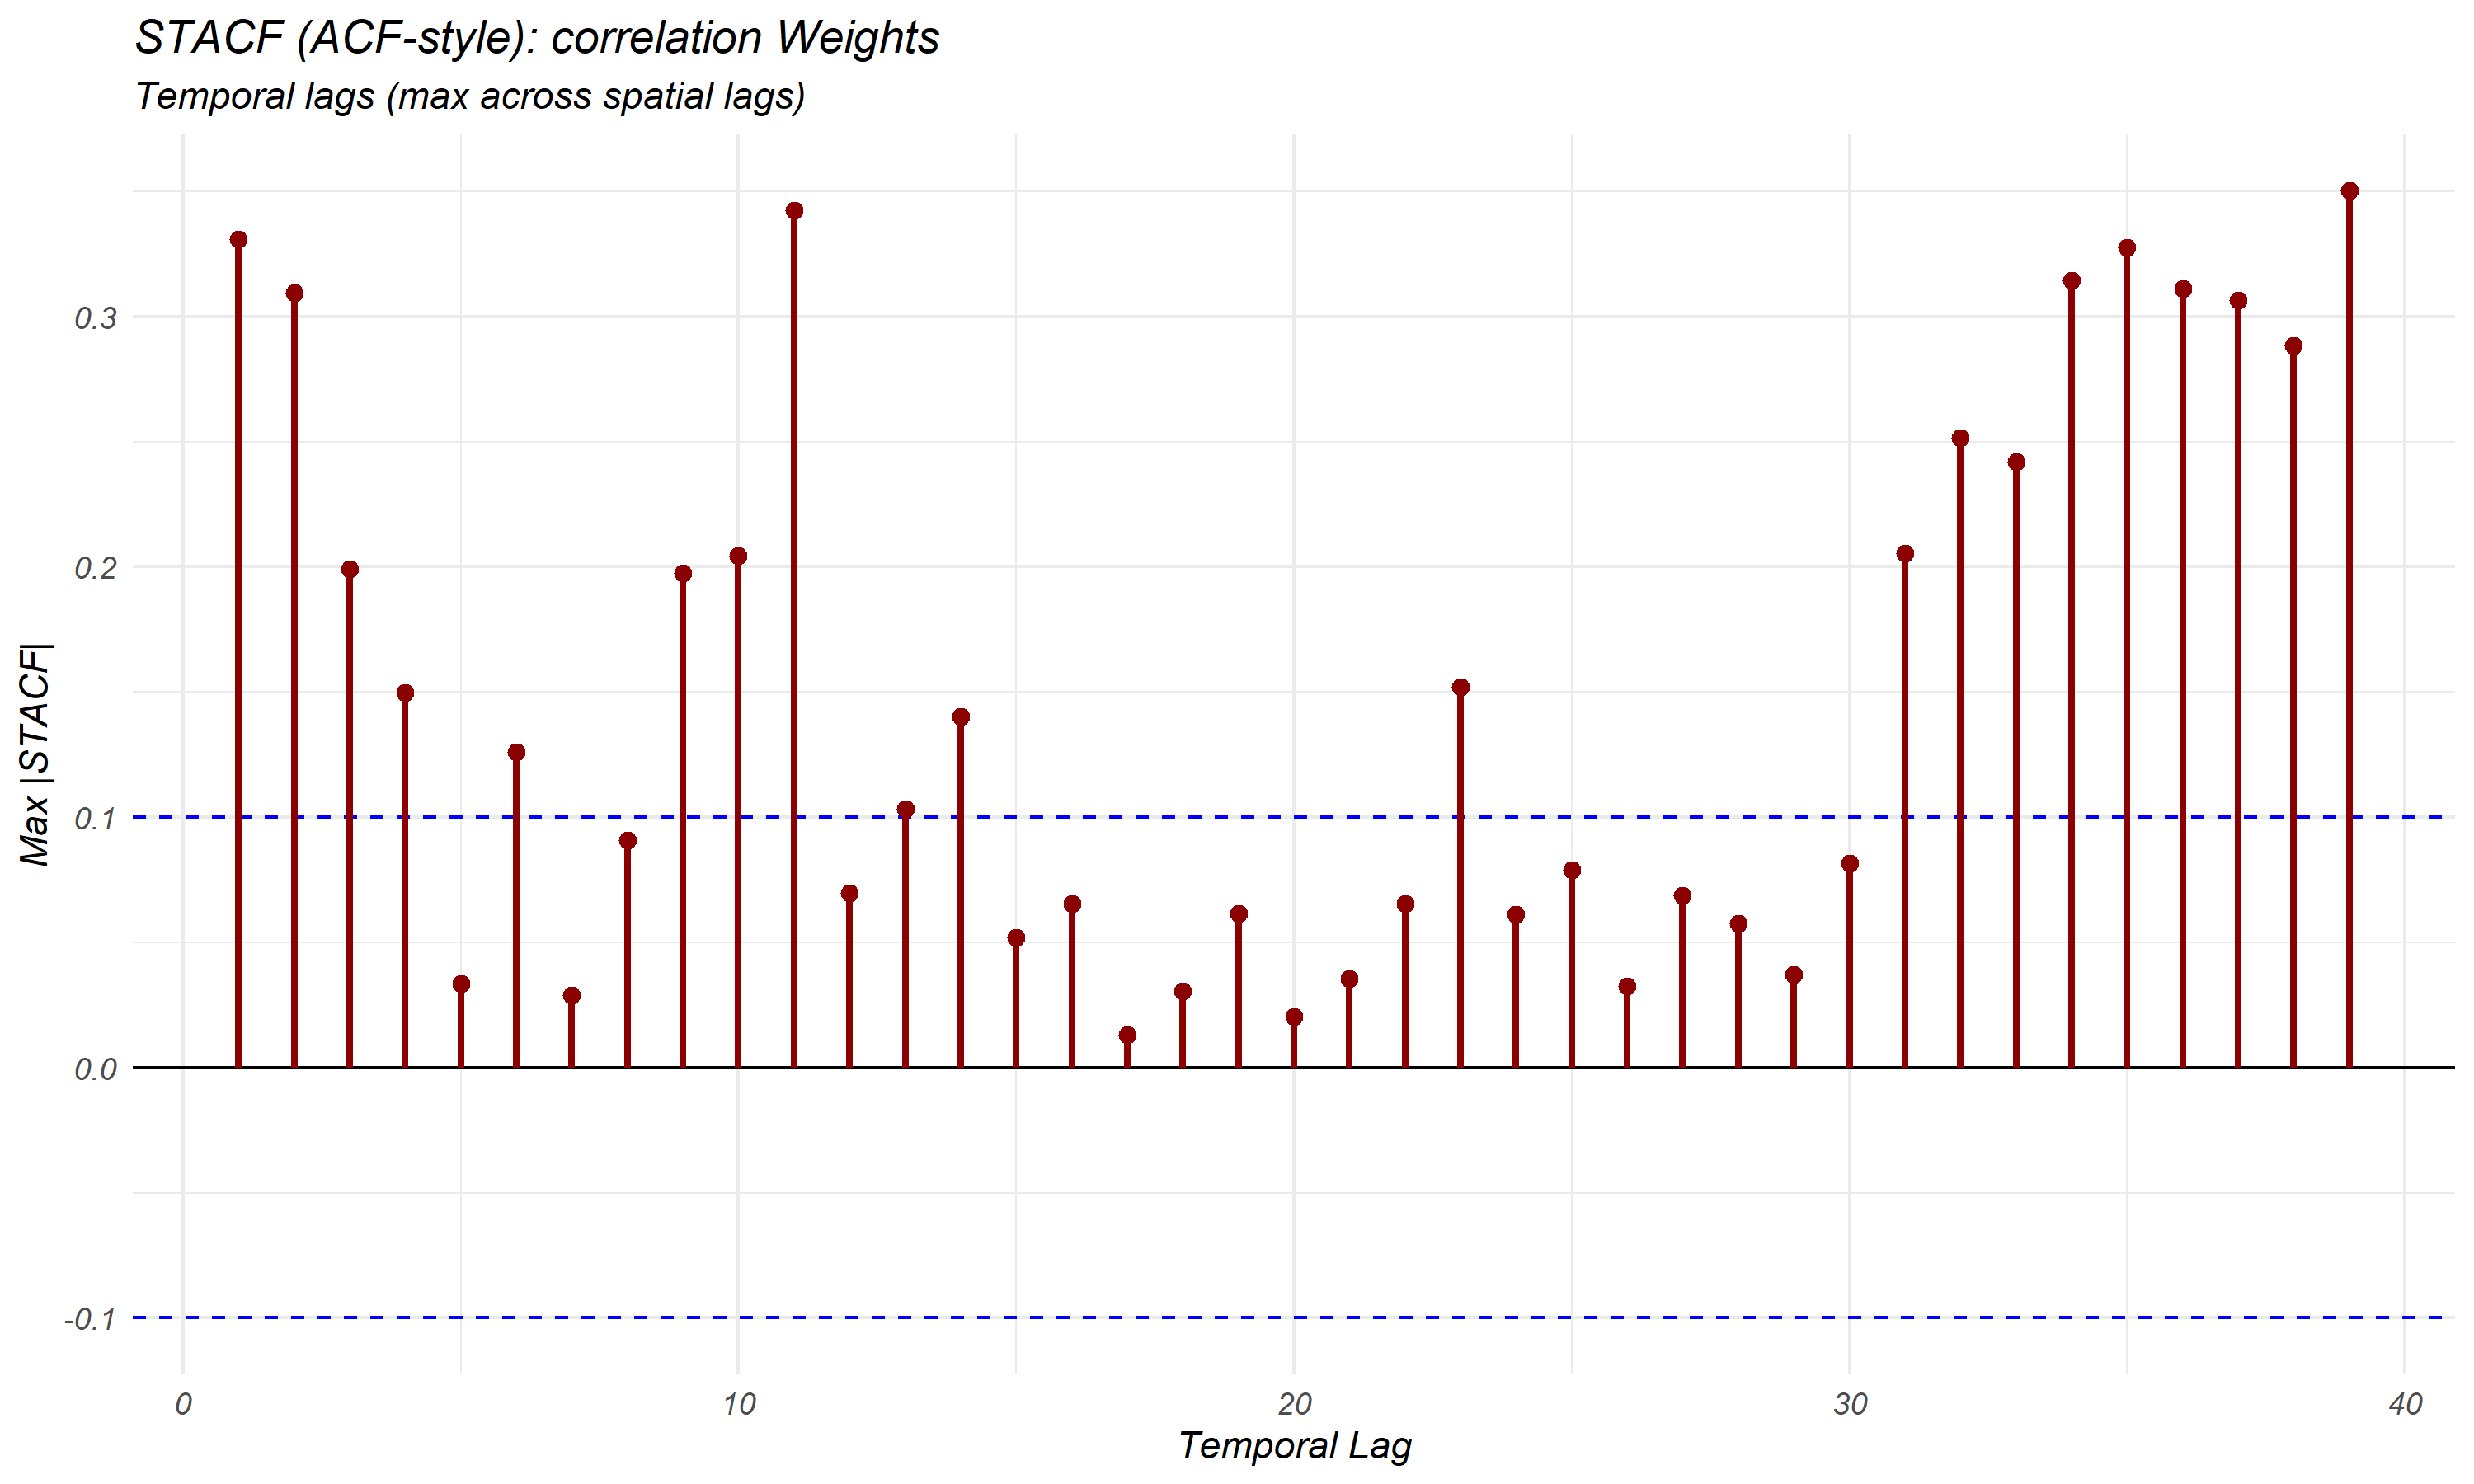 STACF (ACF-style): correlation Weights
Temporal lags (max across spatial lags)
Max |STACF|
0.3
0.2
0.1
0.0
-0.1
0 10 20 30 40
Temporal Lag